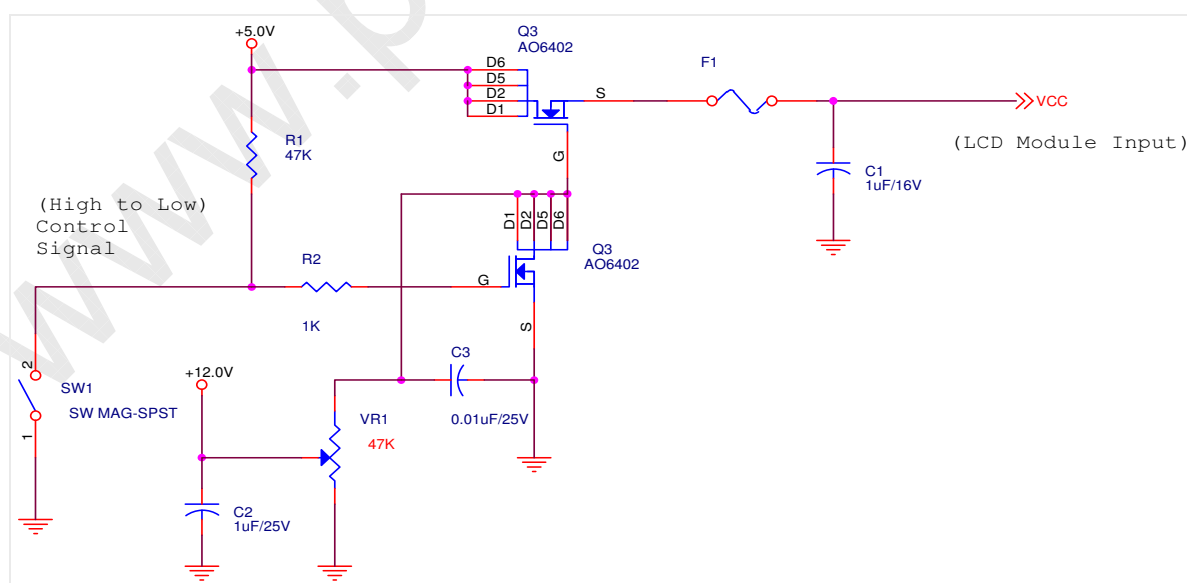 www.p
+5.0V
Q3
AO6402
D6
D5
D2
D1
S
G
F1
VCC
(LCD Module Input)
R1
47K
C1
1uF/16V
(High to Low)
Control
Signal
D1
D2
D5
D6
Q3
AO6402
R2
1K
G
S
C3
0.01uF/25V
+12.0V
2
SW1
SW MAG-SPST
1
VR1
47K
C2
1uF/25V